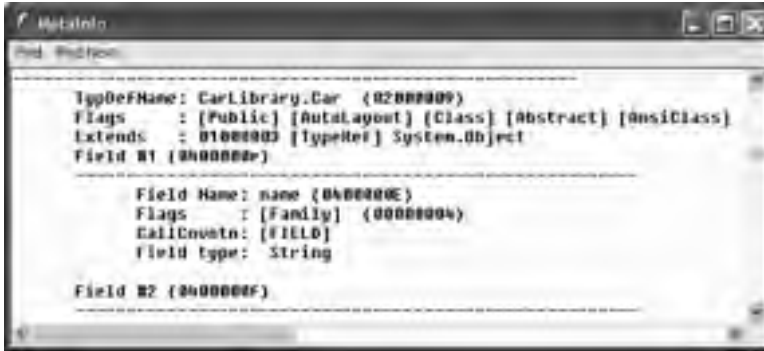 MetaInfo
Find Find Next
TypDefName: CarLibrary.Car (02000009)
Flags : [Public] [AutoLayout] [Class] [Abstract] [AnsiClass]
Extends : 01000003 [TypeRef] System.Object
Field #1 (0400000e)
Field Name: name (0400000E)
Flags : [Family] (00000004)
CallCnvntn: [FIELD]
Field type: String
Field #2 (0400000F)